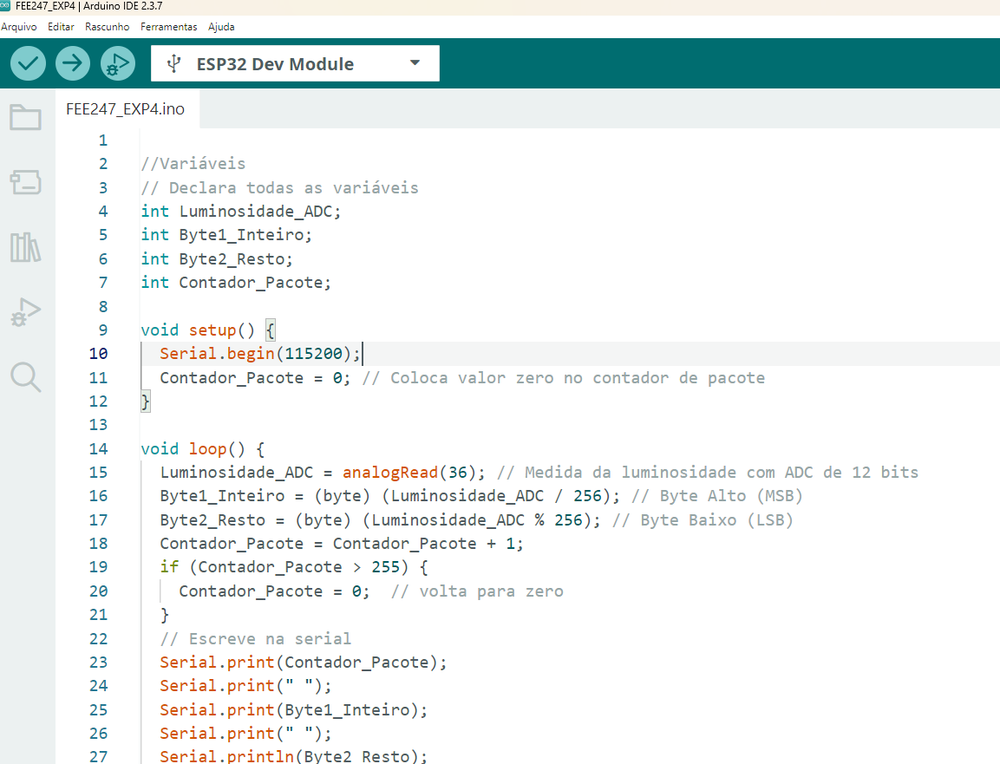 FEE247_EXP4 | Arduino IDE 2.3.7
Arquivo Editar Rascunho Ferramentas Ajuda
ESP32 Dev Module
FEE247_EXP4.ino
1
2 //Variáveis
3 // Declara todas as variáveis
4 int Luminosidade_ADC;
5 int Byte1_Inteiro;
6 int Byte2_Resto;
7 int Contador_Pacote;
8
9 void setup() {
10 Serial.begin(115200);
11 Contador_Pacote = 0; // Coloca valor zero no contador de pacote
12 }
13
14 void loop() {
15 Luminosidade_ADC = analogRead(36); // Medida da luminosidade com ADC de 12 bits
16 Byte1_Inteiro = (byte) (Luminosidade_ADC / 256); // Byte Alto (MSB)
17 Byte2_Resto = (byte) (Luminosidade_ADC % 256); // Byte Baixo (LSB)
18 Contador_Pacote = Contador_Pacote + 1;
19 if (Contador_Pacote > 255) {
20 Contador_Pacote = 0; // volta para zero
21 }
22 // Escreve na serial
23 Serial.print(Contador_Pacote);
24 Serial.print(" ");
25 Serial.print(Byte1_Inteiro);
26 Serial.print(" ");
27 Serial.println(Byte2_Resto);